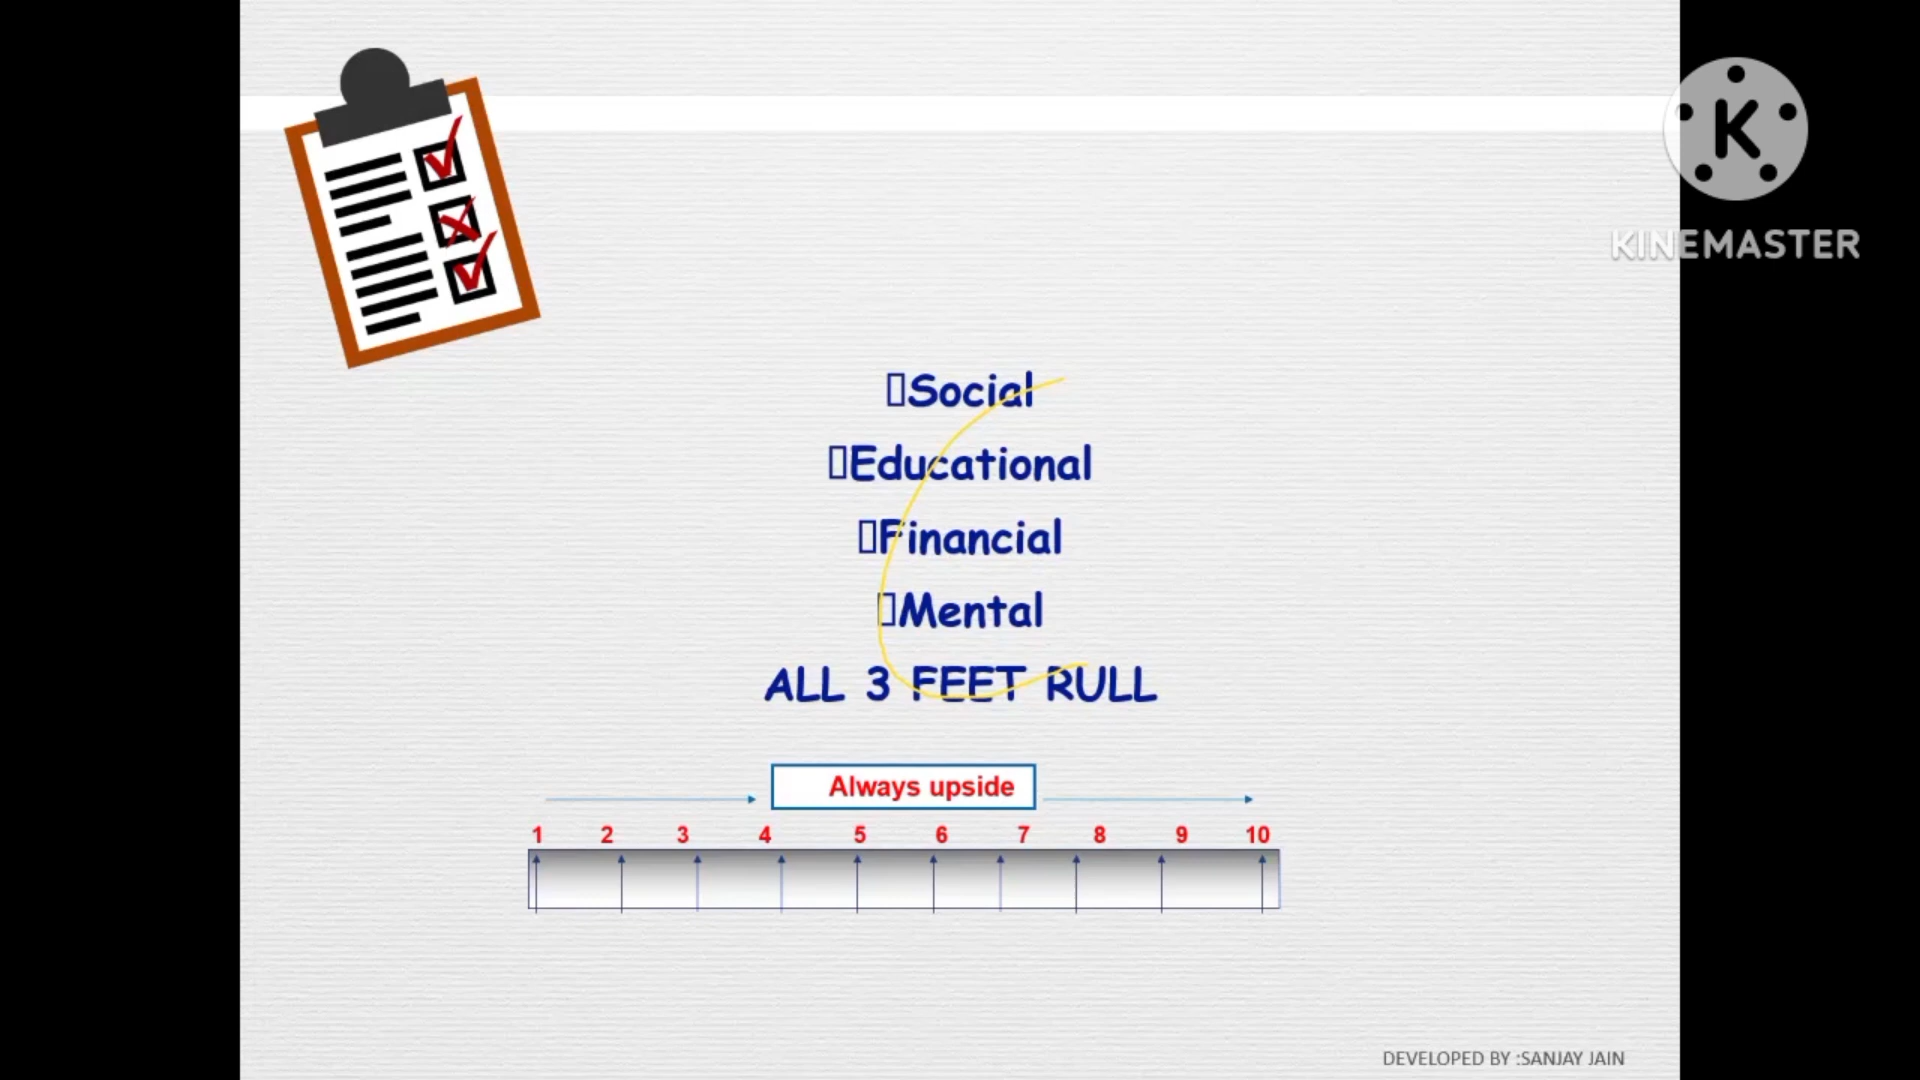 K
KINEMASTER
Social
Educational
Financial
Mental
ALL 3 FEET RULL
Always upside
1 2 3 4 5 6 7 8 9 10
DEVELOPED BY :SANJAY JAIN